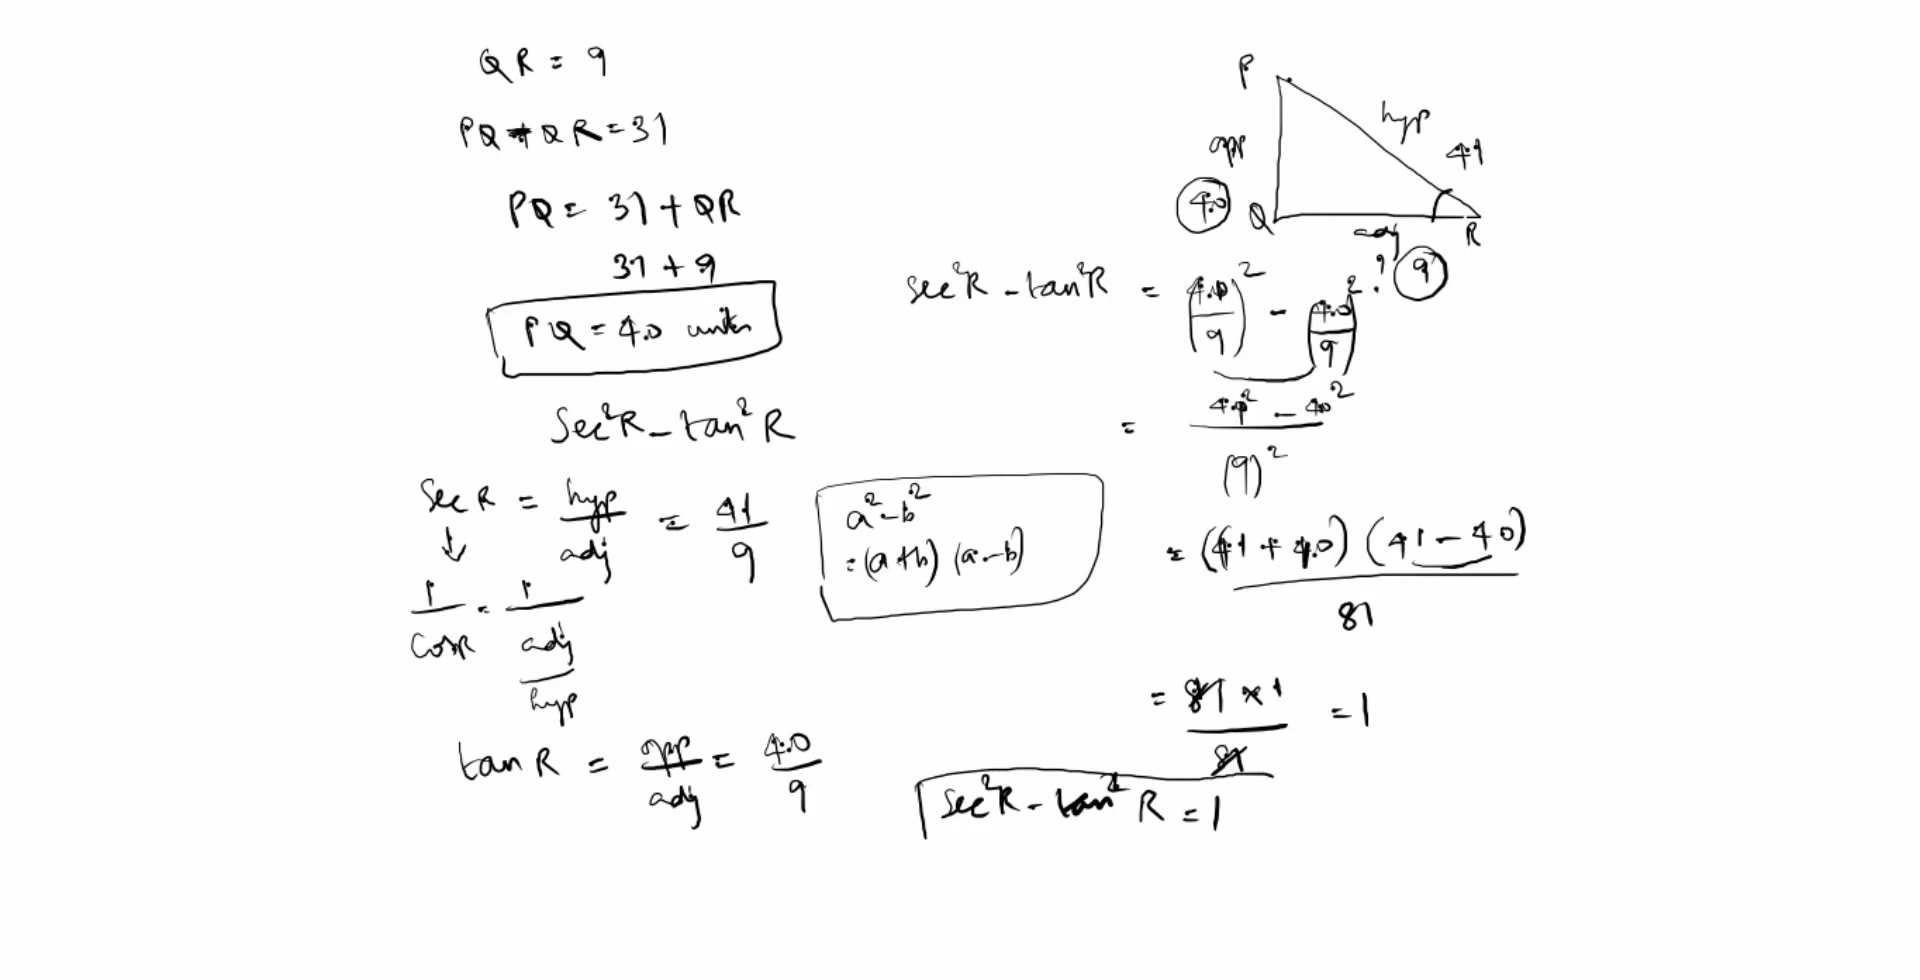 QR = 9
PQ - QR = 31
PQ = 31 + QR
31 + 9
PQ = 40 units
Sec²R - tan²R
Sec R = hyp/adj = 41/9
↓
1/cosR = 1/(adj/hyp)
tan R = opp/adj = 40/9
a² - b²
= (a+b) (a-b)
P
hyp
opp
41
40
Q
adj
R
9
sec²R - tan²R = (41/9)² - (40/9)²
?
= (41² - 40²)/(9)²
= (41 + 40) (41 - 40)/81
= 81 × 1/81 = 1
Sec²R - tan²R = 1